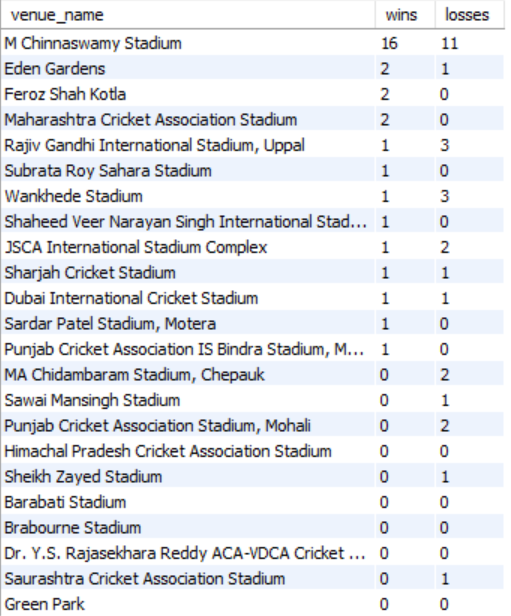 venue_name wins losses
M Chinnaswamy Stadium 16 11
Eden Gardens 2 1
Feroz Shah Kotla 2 0
Maharashtra Cricket Association Stadium 2 0
Rajiv Gandhi International Stadium, Uppal 1 3
Subrata Roy Sahara Stadium 1 0
Wankhede Stadium 1 3
Shaheed Veer Narayan Singh International Stad... 1 0
JSCA International Stadium Complex 1 2
Sharjah Cricket Stadium 1 1
Dubai International Cricket Stadium 1 1
Sardar Patel Stadium, Motera 1 0
Punjab Cricket Association IS Bindra Stadium, M... 1 0
MA Chidambaram Stadium, Chepauk 0 2
Sawai Mansingh Stadium 0 1
Punjab Cricket Association Stadium, Mohali 0 2
Himachal Pradesh Cricket Association Stadium 0 0
Sheikh Zayed Stadium 0 1
Barabati Stadium 0 0
Brabourne Stadium 0 0
Dr. Y.S. Rajasekhara Reddy ACA-VDCA Cricket ... 0 0
Saurashtra Cricket Association Stadium 0 1
Green Park 0 0